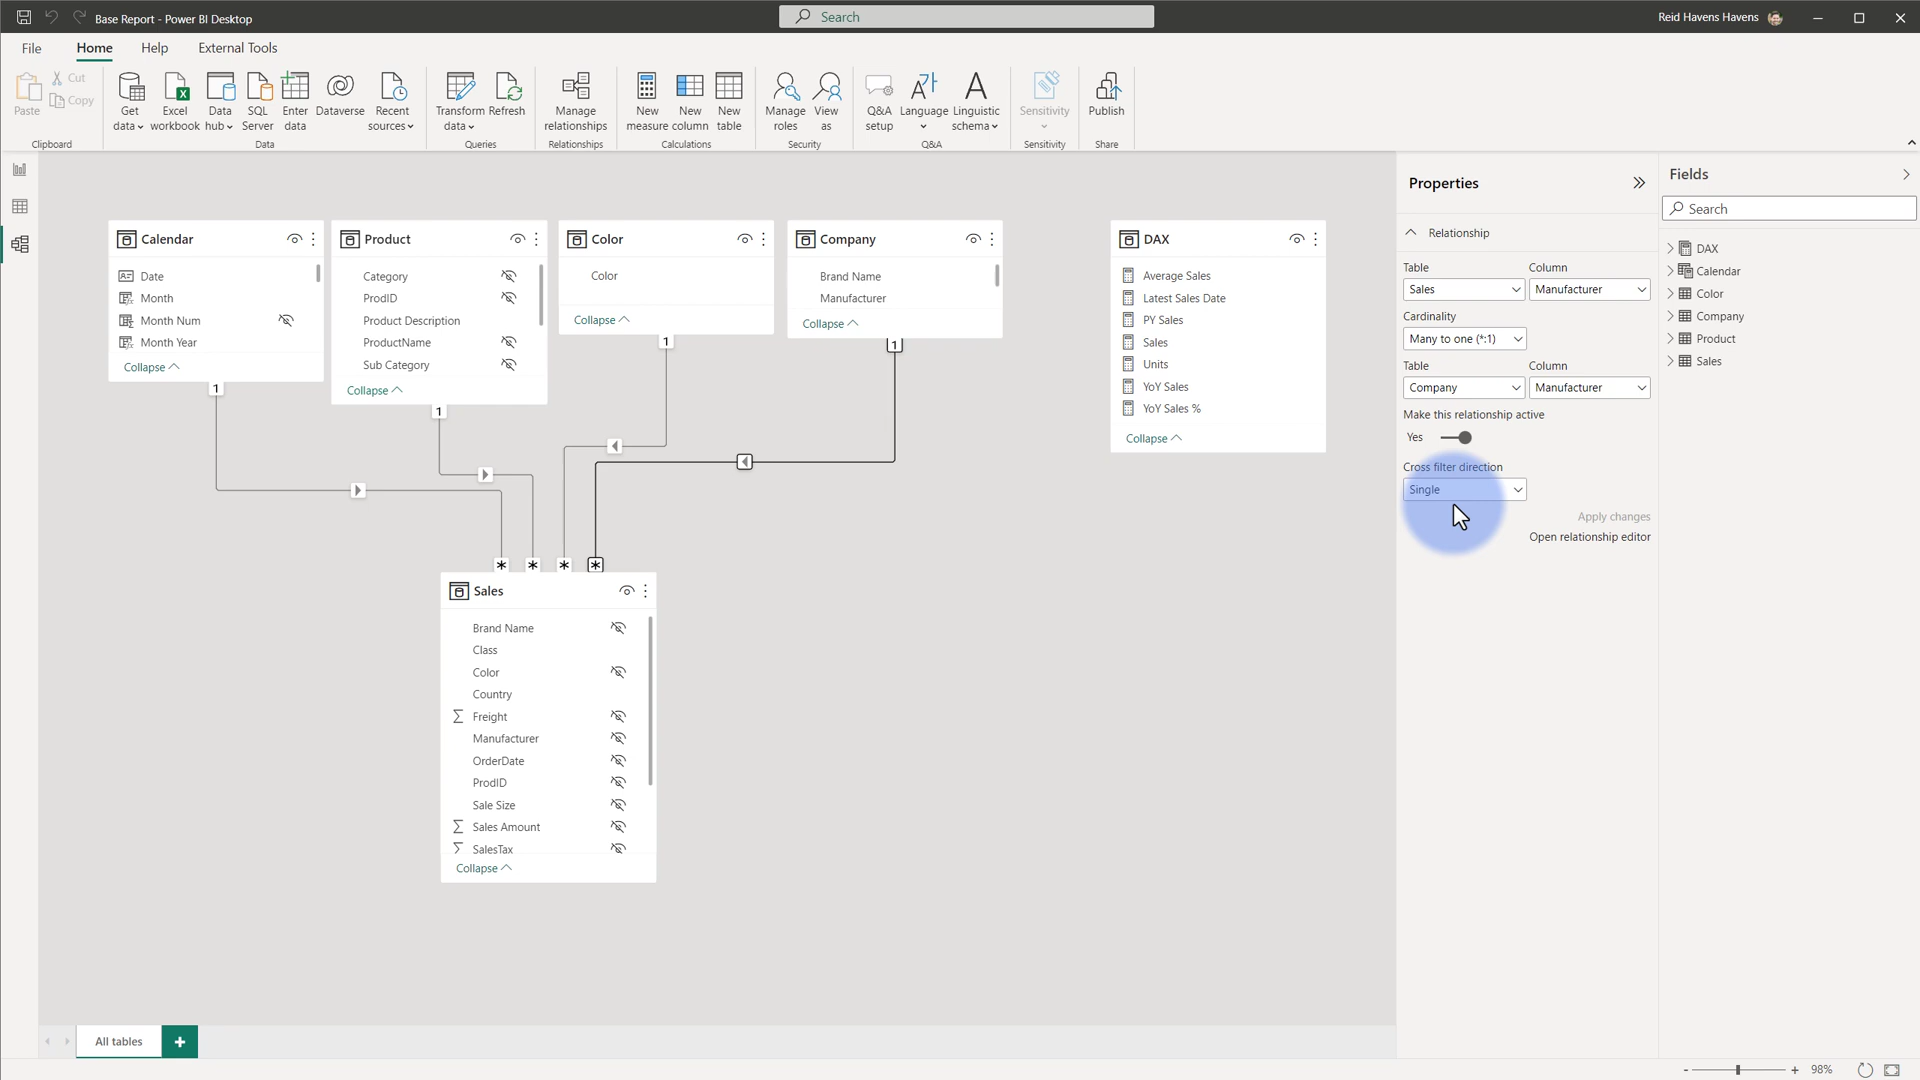 Base Report - Power BI Desktop
Search
Reid Havens Havens
File
Home
Help
External Tools
Paste
Cut
Copy
Clipboard
Get data
Excel workbook
Data hub
SQL Server
Enter data
Dataverse
Recent sources
Data
Transform data
Refresh
Queries
Manage relationships
Relationships
New measure
New column
New table
Calculations
Manage roles
View as
Security
Q&A setup
Language
Linguistic schema
Q&A
Sensitivity
Sensitivity
Publish
Share
Calendar
Date
Month
Month Num
Month Year
Collapse
1
Product
Category
ProdID
Product Description
ProductName
Sub Category
Collapse
1
Color
Color
Collapse
1
Company
Brand Name
Manufacturer
Collapse
1
DAX
Average Sales
Latest Sales Date
PY Sales
Sales
Units
YoY Sales
YoY Sales %
Collapse
* * * *
Sales
Brand Name
Class
Color
Country
Freight
Manufacturer
OrderDate
ProdID
Sale Size
Sales Amount
SalesTax
Collapse
Properties
Relationship
Table Column
Sales Manufacturer
Cardinality
Many to one (*:1)
Table Column
Company Manufacturer
Make this relationship active
Yes
Cross filter direction
Single
Apply changes
Open relationship editor
Fields
Search
DAX
Calendar
Color
Company
Product
Sales
All tables
+
- + 98%